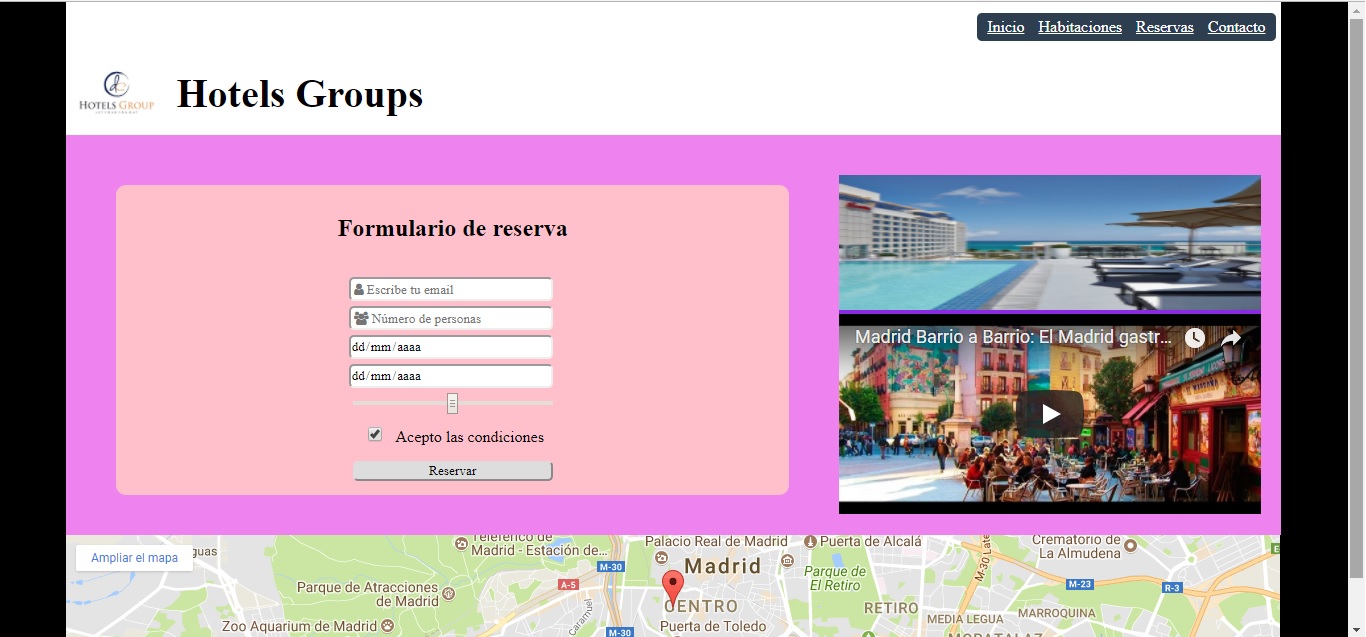 Inicio Habitaciones Reservas Contacto
HOTELS GROUP
Hotels Groups
Formulario de reserva
Escribe tu email
Número de personas
dd/mm/aaaa
dd/mm/aaaa
Acepto las condiciones
Reservar
Madrid Barrio a Barrio: El Madrid gastr...
Ampliar el mapa
guas
Teleférico de
Madrid - Estación de...
Palacio Real de Madrid
Puerta de Alcalá
Crematorio de
La Almudena
M-30
Madrid
Parque de
El Retiro
M-30
A-5
M-23
R-3
E
Parque de Atracciones
de Madrid
Caramuel
CENTRO
RETIRO
MEDIA LEGUA
MARROQUINA
Zoo Aquarium de Madrid
M-30
Puerta de Toledo
MORATALAZ